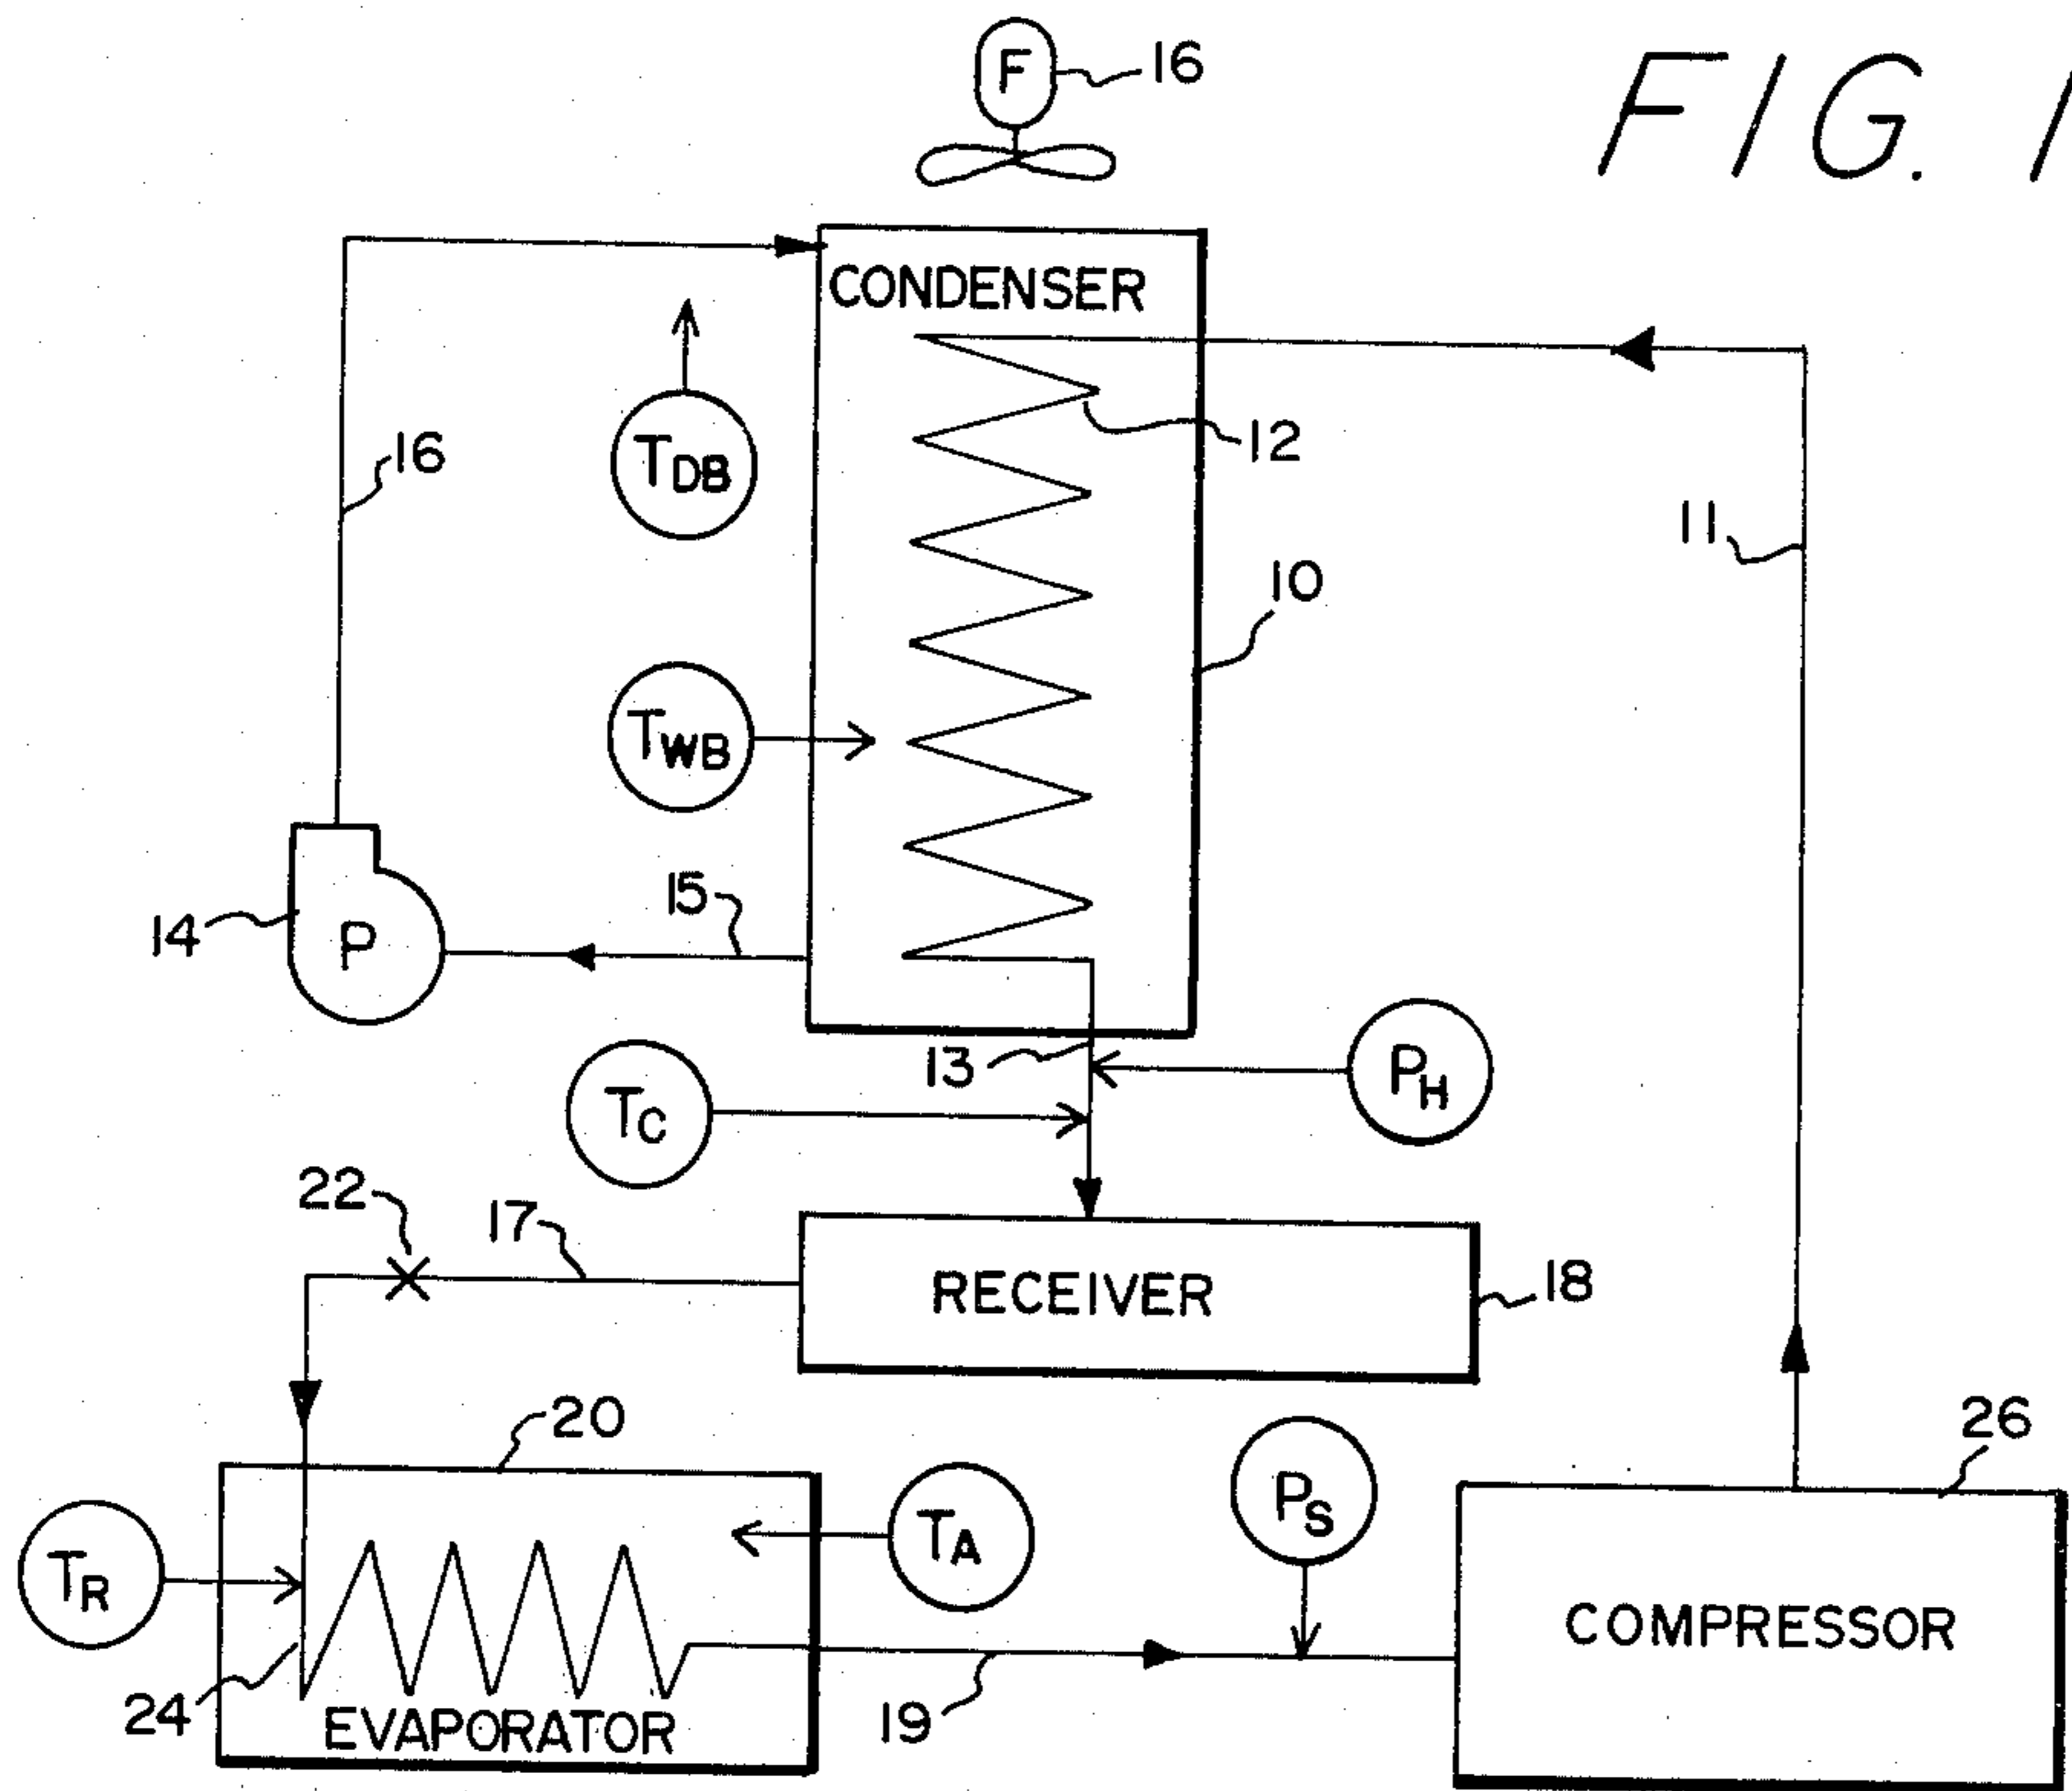 F
16
FIG. 1
CONDENSER
12
16
TDB
11
10
TWB
15
14
P
13
PH
TC
22
17
RECEIVER
18
20
26
PS
TA
TR
COMPRESSOR
24
EVAPORATOR
19